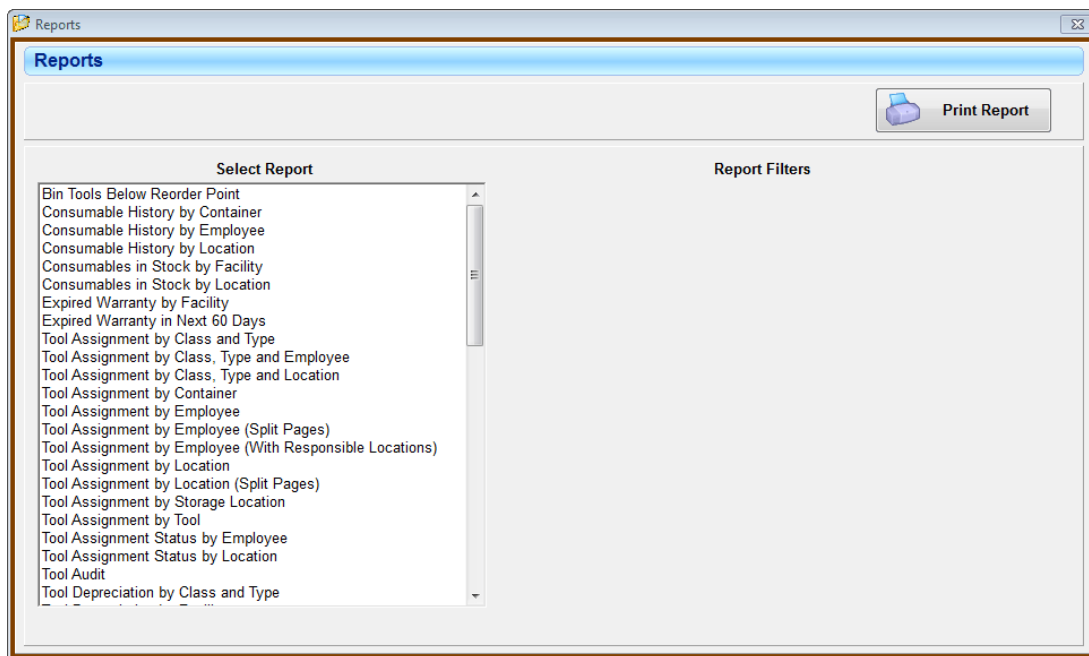 Reports
Reports
Print Report
Select Report
Report Filters
Bin Tools Below Reorder Point
Consumable History by Container
Consumable History by Employee
Consumable History by Location
Consumables in Stock by Facility
Consumables in Stock by Location
Expired Warranty by Facility
Expired Warranty in Next 60 Days
Tool Assignment by Class and Type
Tool Assignment by Class, Type and Employee
Tool Assignment by Class, Type and Location
Tool Assignment by Container
Tool Assignment by Employee
Tool Assignment by Employee (Split Pages)
Tool Assignment by Employee (With Responsible Locations)
Tool Assignment by Location
Tool Assignment by Location (Split Pages)
Tool Assignment by Storage Location
Tool Assignment by Tool
Tool Assignment Status by Employee
Tool Assignment Status by Location
Tool Audit
Tool Depreciation by Class and Type